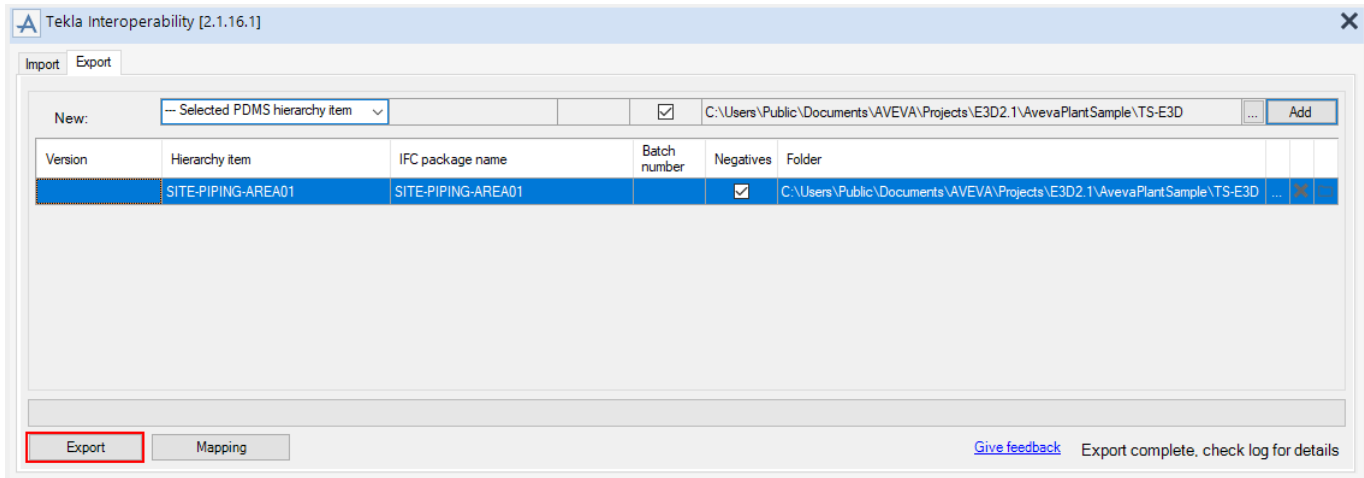 Tekla Interoperability [2.1.16.1]
Import Export
New: --- Selected PDMS hierarchy item C:\Users\Public\Documents\AVEVA\Projects\E3D2.1\AvevaPlantSample\TS-E3D ... Add
Version Hierarchy item IFC package name Batch number Negatives Folder
SITE-PIPING-AREA01 SITE-PIPING-AREA01 C:\Users\Public\Documents\AVEVA\Projects\E3D2.1\AvevaPlantSample\TS-E3D ...
Export Mapping Give feedback Export complete, check log for details